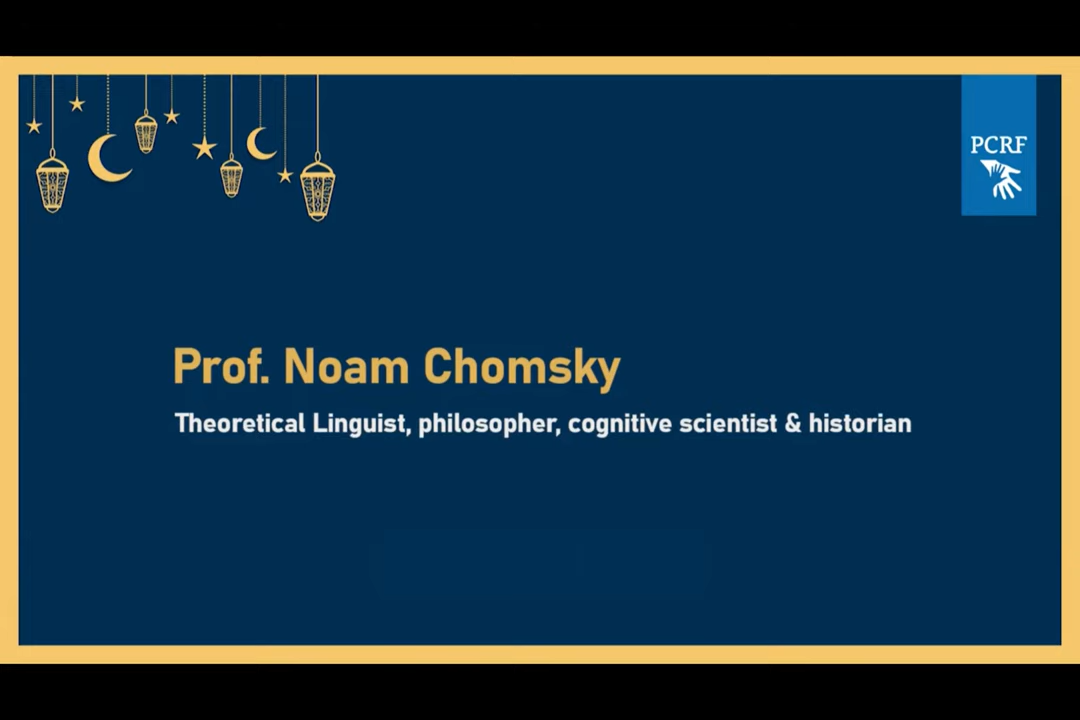 PCRF
Prof. Noam Chomsky
Theoretical Linguist, philosopher, cognitive scientist & historian